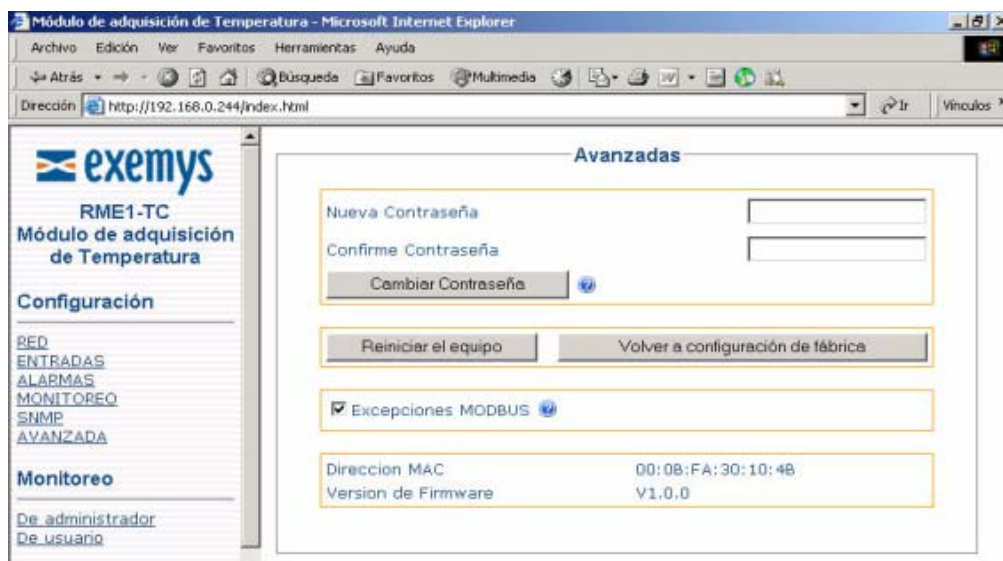 Módulo de adquisición de Temperatura - Microsoft Internet Explorer
Archivo Edición Ver Favoritos Herramientas Ayuda
Atrás Búsqueda Favoritos Multimedia
Dirección http://192.168.0.244/index.html Ir Vínculos
exemys
RME1-TC
Módulo de adquisición
de Temperatura
Configuración
RED
ENTRADAS
ALARMAS
MONITOREO
SNMP
AVANZADA
Monitoreo
De administrador
De usuario
Avanzadas
Nueva Contraseña
Confirme Contraseña
Cambiar Contraseña
Reiniciar el equipo Volver a configuración de fábrica
Excepciones MODBUS
Direccion MAC 00:0B:FA:30:10:4B
Version de Firmware V1.0.0